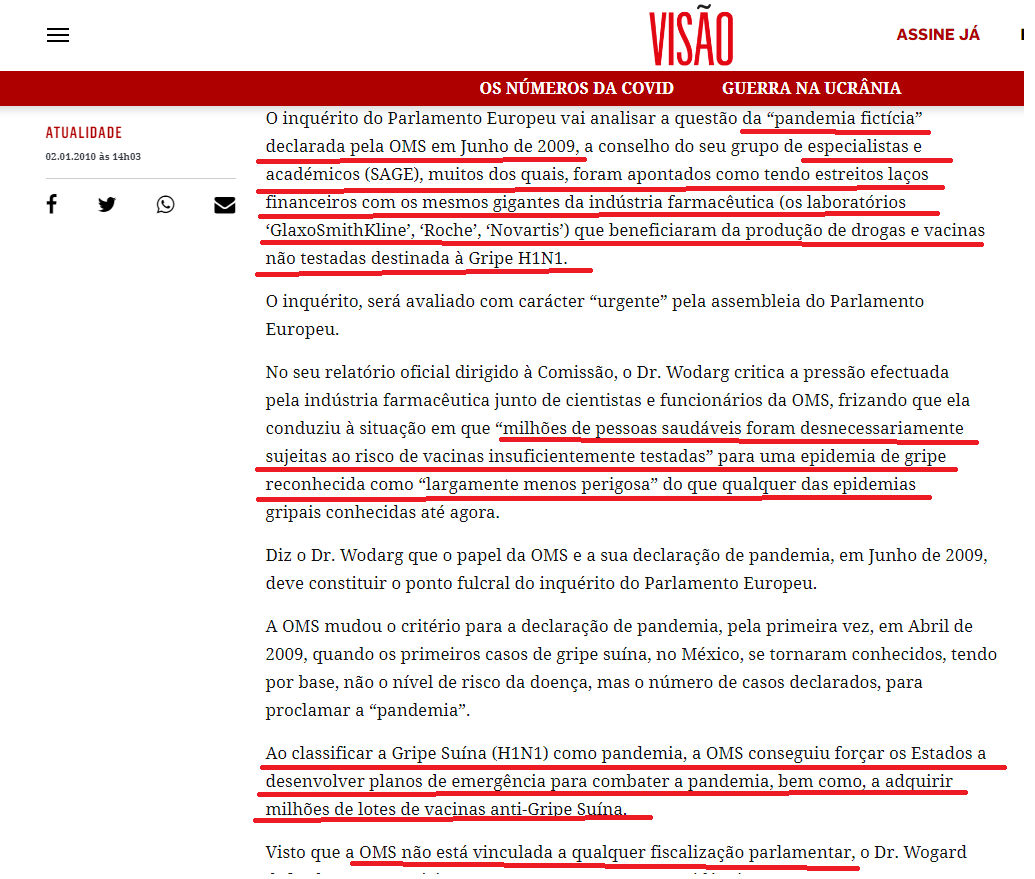 VISÃO
ASSINE JÁ
OS NÚMEROS DA COVID
GUERRA NA UCRÂNIA
ATUALIDADE
02.01.2010 às 14h03
O inquérito do Parlamento Europeu vai analisar a questão da “pandemia fictícia”
declarada pela OMS em Junho de 2009, a conselho do seu grupo de especialistas e
académicos (SAGE), muitos dos quais, foram apontados como tendo estreitos laços
financeiros com os mesmos gigantes da indústria farmacêutica (os laboratórios
‘GlaxoSmithKline’, ‘Roche’, ‘Novartis’) que beneficiaram da produção de drogas e vacinas
não testadas destinada à Gripe H1N1.
O inquérito, será avaliado com carácter “urgente” pela assembleia do Parlamento
Europeu.
No seu relatório oficial dirigido à Comissão, o Dr. Wodarg critica a pressão efectuada
pela indústria farmacêutica junto de cientistas e funcionários da OMS, frizando que ela
conduziu à situação em que “milhões de pessoas saudáveis foram desnecessariamente
sujeitas ao risco de vacinas insuficientemente testadas” para uma epidemia de gripe
reconhecida como “largamente menos perigosa” do que qualquer das epidemias
gripais conhecidas até agora.
Diz o Dr. Wodarg que o papel da OMS e a sua declaração de pandemia, em Junho de 2009,
deve constituir o ponto fulcral do inquérito do Parlamento Europeu.
A OMS mudou o critério para a declaração de pandemia, pela primeira vez, em Abril de
2009, quando os primeiros casos de gripe suína, no México, se tornaram conhecidos, tendo
por base, não o nível de risco da doença, mas o número de casos declarados, para
proclamar a “pandemia”.
Ao classificar a Gripe Suína (H1N1) como pandemia, a OMS conseguiu forçar os Estados a
desenvolver planos de emergência para combater a pandemia, bem como, a adquirir
milhões de lotes de vacinas anti-Gripe Suína.
Visto que a OMS não está vinculada a qualquer fiscalização parlamentar, o Dr. Wogard